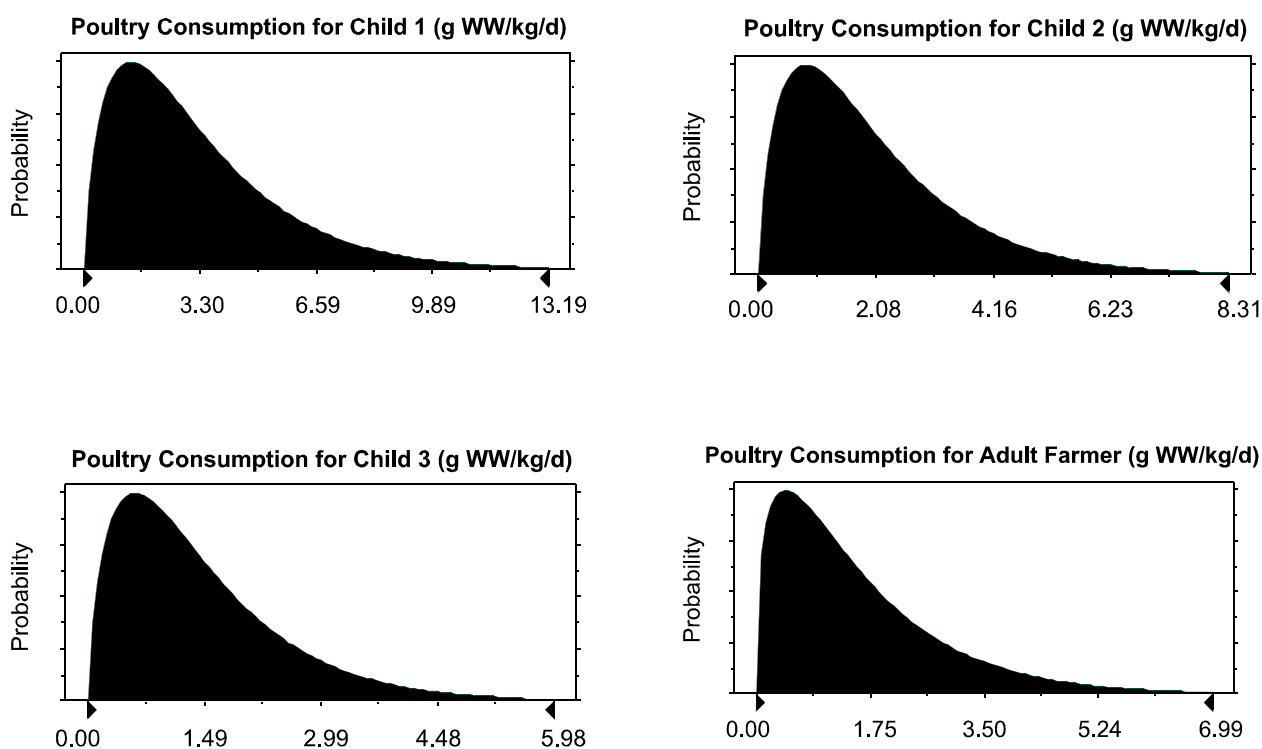 Poultry Consumption for Child 1 (g WW/kg/d)
Probability
0.00 3.30 6.59 9.89 13.19
Poultry Consumption for Child 2 (g WW/kg/d)
Probability
0.00 2.08 4.16 6.23 8.31
Poultry Consumption for Child 3 (g WW/kg/d)
Probability
0.00 1.49 2.99 4.48 5.98
Poultry Consumption for Adult Farmer (g WW/kg/d)
Probability
0.00 1.75 3.50 5.24 6.99